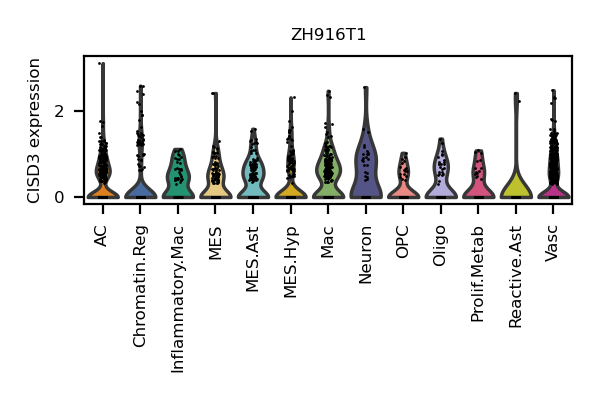 ZH916T1
CISD3 expression
2
0
AC
Chromatin.Reg
Inflammatory.Mac
MES
MES.Ast
MES.Hyp
Mac
Neuron
OPC
Oligo
Prolif.Metab
Reactive.Ast
Vasc